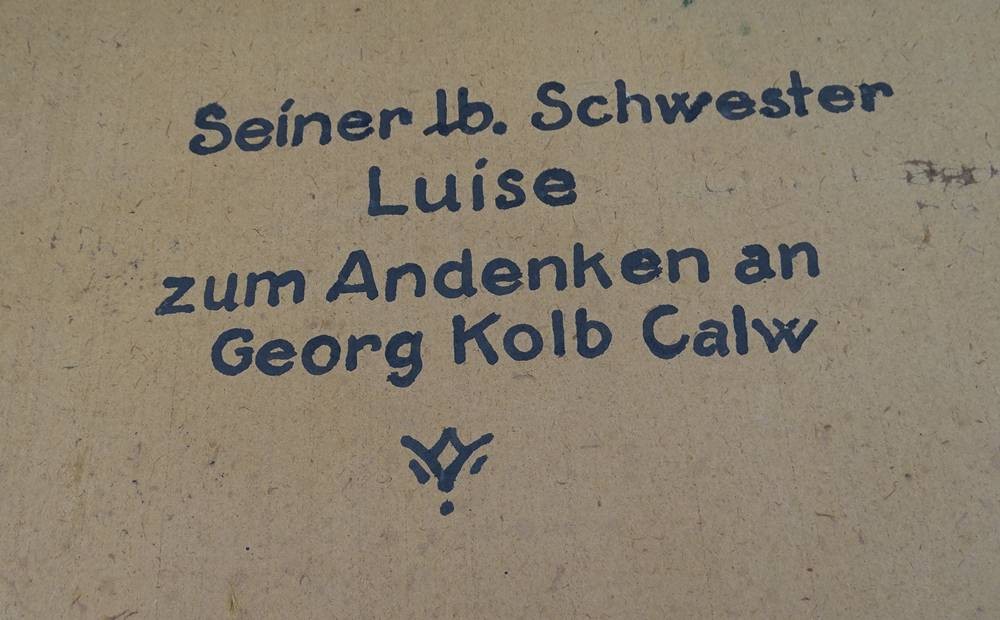 Seiner lb. Schwester
Luise
zum Andenken an
Georg Kolb Calw